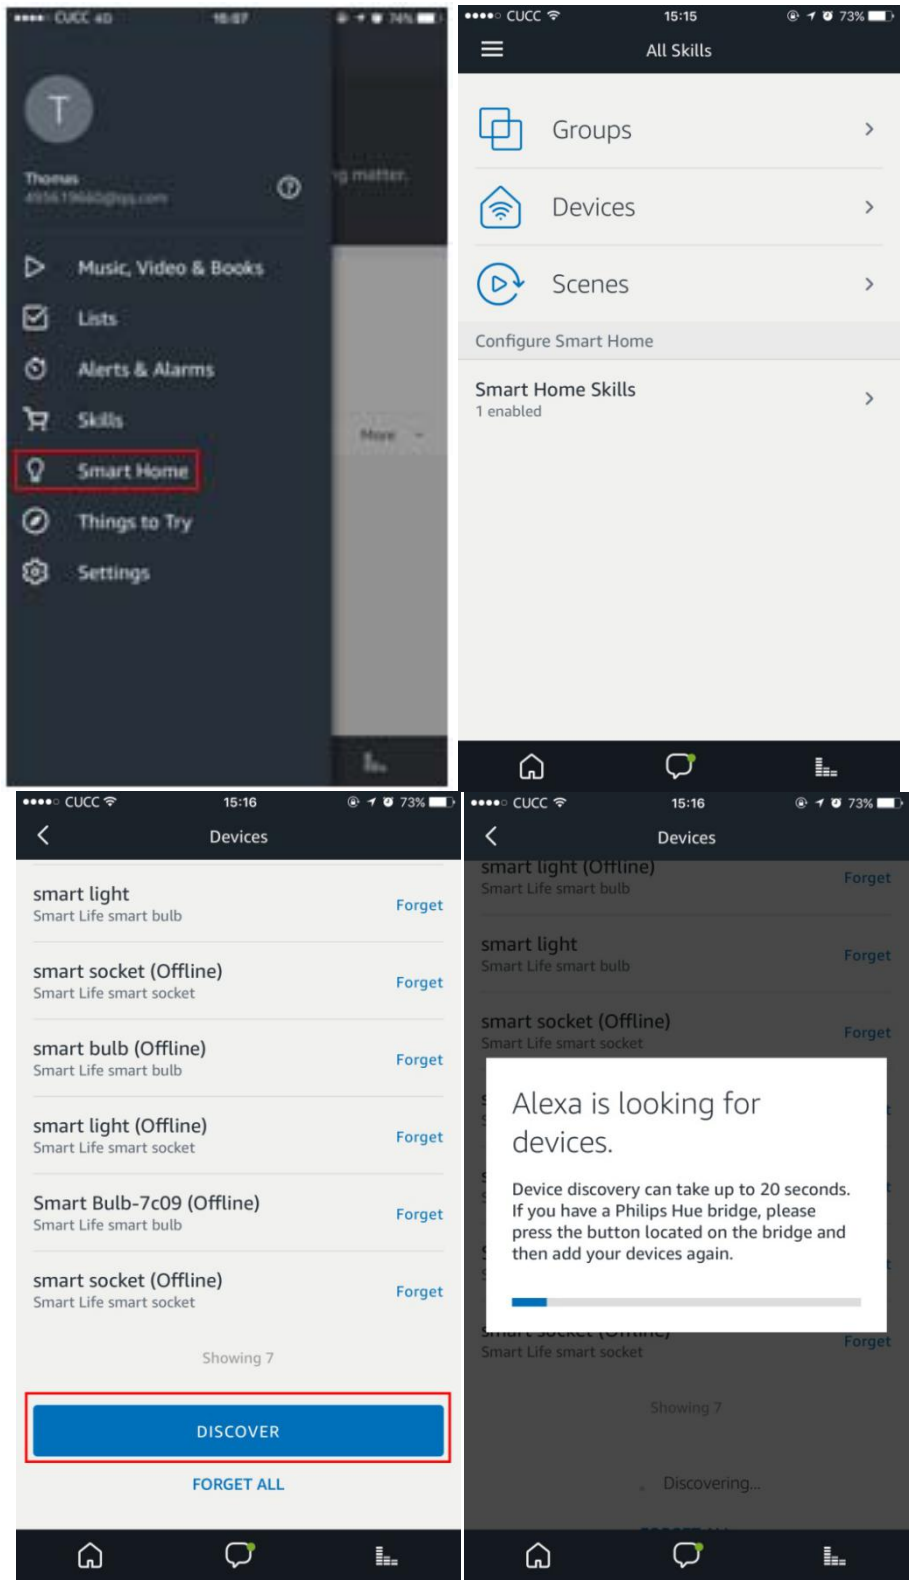 CUCC 4G 16:07 74%
T
Thomas
ng matter.
Music, Video & Books
Lists
Alerts & Alarms
Skills
More
Smart Home
Things to Try
Settings
CUCC 15:15 73%
All Skills
Groups
Devices
Scenes
Configure Smart Home
Smart Home Skills
1 enabled
CUCC 15:16 73%
Devices
smart light
Smart Life smart bulb
Forget
smart socket (Offline)
Smart Life smart socket
Forget
smart bulb (Offline)
Smart Life smart bulb
Forget
smart light (Offline)
Smart Life smart socket
Forget
Smart Bulb-7c09 (Offline)
Smart Life smart bulb
Forget
smart socket (Offline)
Smart Life smart socket
Forget
Showing 7
DISCOVER
FORGET ALL
CUCC 15:16 73%
Devices
smart light (Offline)
Smart Life smart bulb
Forget
smart light
Smart Life smart bulb
Forget
smart socket (Offline)
Smart Life smart socket
Forget
Alexa is looking for
devices.
Device discovery can take up to 20 seconds.
If you have a Philips Hue bridge, please
press the button located on the bridge and
then add your devices again.
smart socket (Offline)
Smart Life smart socket
Forget
Showing 7
Discovering...